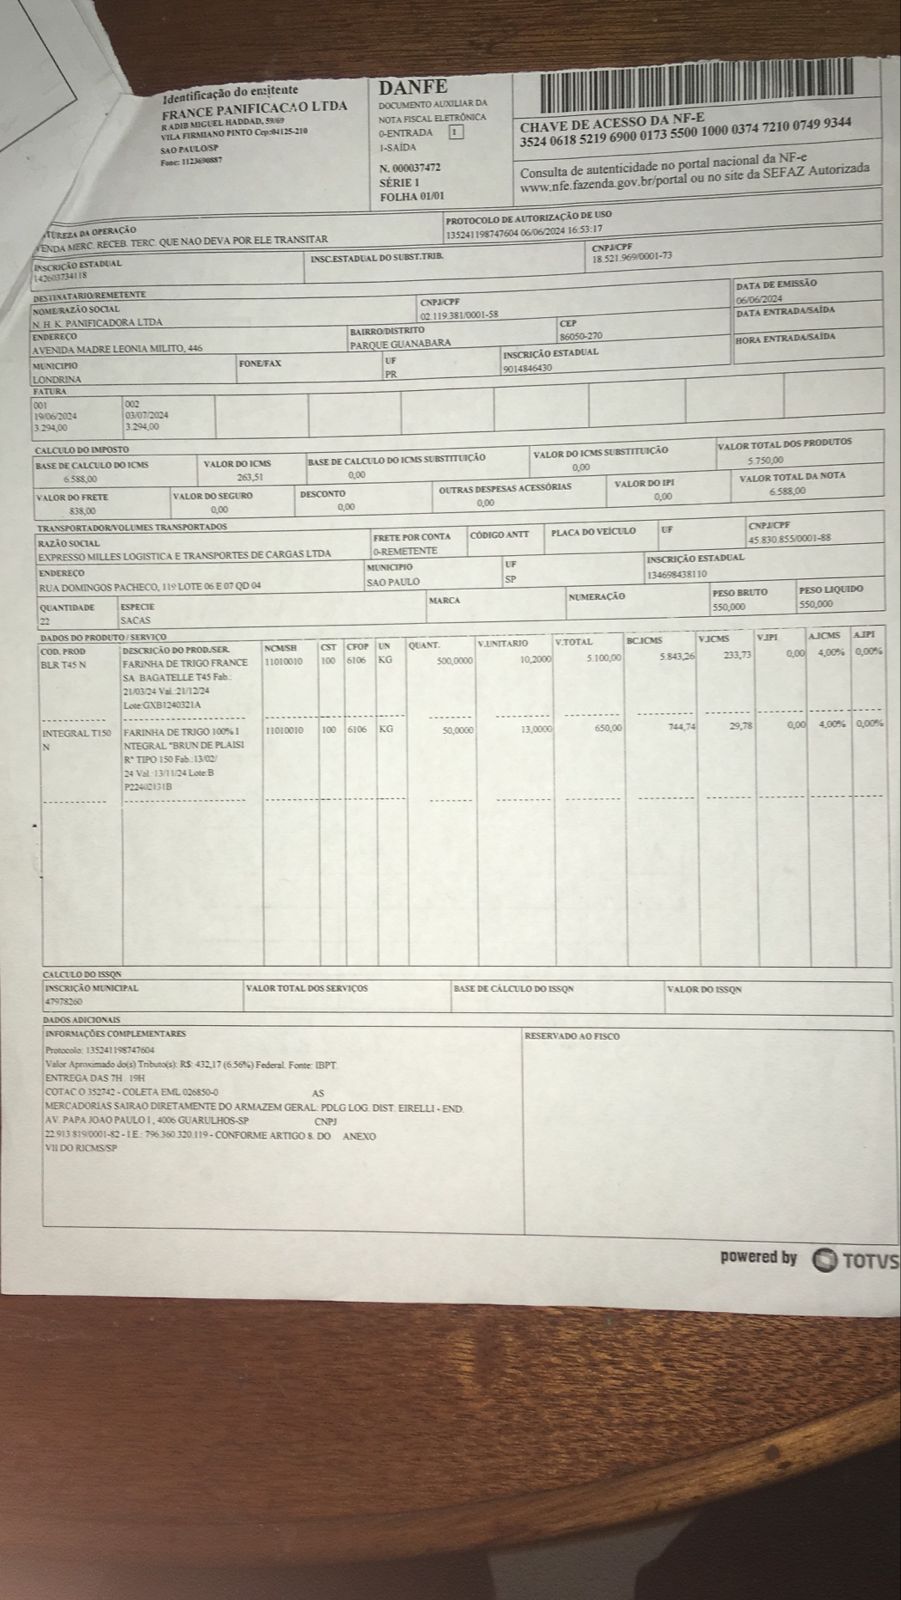 Identificação do emitente
FRANCE PANIFICACAO LTDA
R ADIB MIGUEL HADDAD, 59/69
VILA FIRMIANO PINTO Cep:04125-210
SAO PAULO/SP
Fone: 1123690887
DANFE
DOCUMENTO AUXILIAR DA
NOTA FISCAL ELETRÔNICA
0-ENTRADA 1
1-SAÍDA
N. 000037472
SÉRIE 1
FOLHA 01/01
CHAVE DE ACESSO DA NF-E
3524 0618 5219 6900 0173 5500 1000 0374 7210 0749 9344
Consulta de autenticidade no portal nacional da NF-e
www.nfe.fazenda.gov.br/portal ou no site da SEFAZ Autorizada
TUREZA DA OPERAÇÃO
VENDA MERC. RECEB. TERC. QUE NAO DEVA POR ELE TRANSITAR
PROTOCOLO DE AUTORIZAÇÃO DE USO
135241198747604 06/06/2024 16:53:17
INSCRIÇÃO ESTADUAL
142603734118
INSC.ESTADUAL DO SUBST.TRIB.
CNPJ/CPF
18.521.969/0001-73
DESTINATARIO/REMETENTE
NOME/RAZÃO SOCIAL
N. H. K. PANIFICADORA LTDA
CNPJ/CPF
02.119.381/0001-58
DATA DE EMISSÃO
06/06/2024
ENDEREÇO
AVENIDA MADRE LEONIA MILITO, 446
BAIRRO/DISTRITO
PARQUE GUANABARA
CEP
86050-270
DATA ENTRADA/SAÍDA
MUNICIPIO
LONDRINA
FONE/FAX
UF
PR
INSCRIÇÃO ESTADUAL
9014846430
HORA ENTRADA/SAÍDA
FATURA
001 002
19/06/2024 03/07/2024
3.294,00 3.294,00
CALCULO DO IMPOSTO
BASE DE CALCULO DO ICMS
6.588,00
VALOR DO ICMS
263,51
BASE DE CALCULO DO ICMS SUBSTITUIÇÃO
0,00
VALOR DO ICMS SUBSTITUIÇÃO
0,00
VALOR TOTAL DOS PRODUTOS
5.750,00
VALOR DO FRETE
838,00
VALOR DO SEGURO
0,00
DESCONTO
0,00
OUTRAS DESPESAS ACESSÓRIAS
0,00
VALOR DO IPI
0,00
VALOR TOTAL DA NOTA
6.588,00
TRANSPORTADOR/VOLUMES TRANSPORTADOS
RAZÃO SOCIAL
EXPRESSO MILLES LOGISTICA E TRANSPORTES DE CARGAS LTDA
FRETE POR CONTA
0-REMETENTE
CÓDIGO ANTT
PLACA DO VEÍCULO
UF
CNPJ/CPF
45.830.855/0001-88
ENDEREÇO
RUA DOMINGOS PACHECO, 119 LOTE 06 E 07 QD 04
MUNICIPIO
SAO PAULO
UF
SP
INSCRIÇÃO ESTADUAL
134698438110
QUANTIDADE
22
ESPECIE
SACAS
MARCA
NUMERAÇÃO
PESO BRUTO
550,000
PESO LIQUIDO
550,000
DADOS DO PRODUTO / SERVIÇO
COD. PROD DESCRIÇÃO DO PROD./SER. NCM/SH CST CFOP UN QUANT. V.UNITARIO V.TOTAL BC.ICMS V.ICMS V.IPI A.ICMS A.IPI
BLR T45 N FARINHA DE TRIGO FRANCE 11010010 100 6106 KG 500,0000 10,2000 5.100,00 5.843,26 233,73 0,00 4,00% 0,00%
SA BAGATELLE T45 Fab.:
21/03/24 Val.:21/12/24
Lote:GXB1240321A
INTEGRAL T150 FARINHA DE TRIGO 100% I 11010010 100 6106 KG 50,0000 13,0000 650,00 744,74 29,78 0,00 4,00% 0,00%
N NTEGRAL "BRUN DE PLAISI
R" TIPO 150 Fab.:13/02/
24 Val.:13/11/24 Lote:B
P22402131B
CALCULO DO ISSQN
INSCRIÇÃO MUNICIPAL
47978260
VALOR TOTAL DOS SERVIÇOS
BASE DE CÁLCULO DO ISSQN
VALOR DO ISSQN
DADOS ADICIONAIS
INFORMAÇÕES COMPLEMENTARES
RESERVADO AO FISCO
Protocolo: 135241198747604
Valor Aproximado do(s) Tributo(s): R$: 432,17 (6.56%) Federal. Fonte: IBPT.
ENTREGA DAS 7H 19H
COTAC O 352742 - COLETA EML 026850-0 AS
MERCADORIAS SAIRAO DIRETAMENTE DO ARMAZEM GERAL: PDLG LOG. DIST. EIRELLI - END.
AV. PAPA JOAO PAULO I , 4006 GUARULHOS-SP CNPJ
22.913.819/0001-82 - I.E.: 796.360.320.119 - CONFORME ARTIGO 8. DO ANEXO
VII DO RICMS/SP
powered by TOTVS